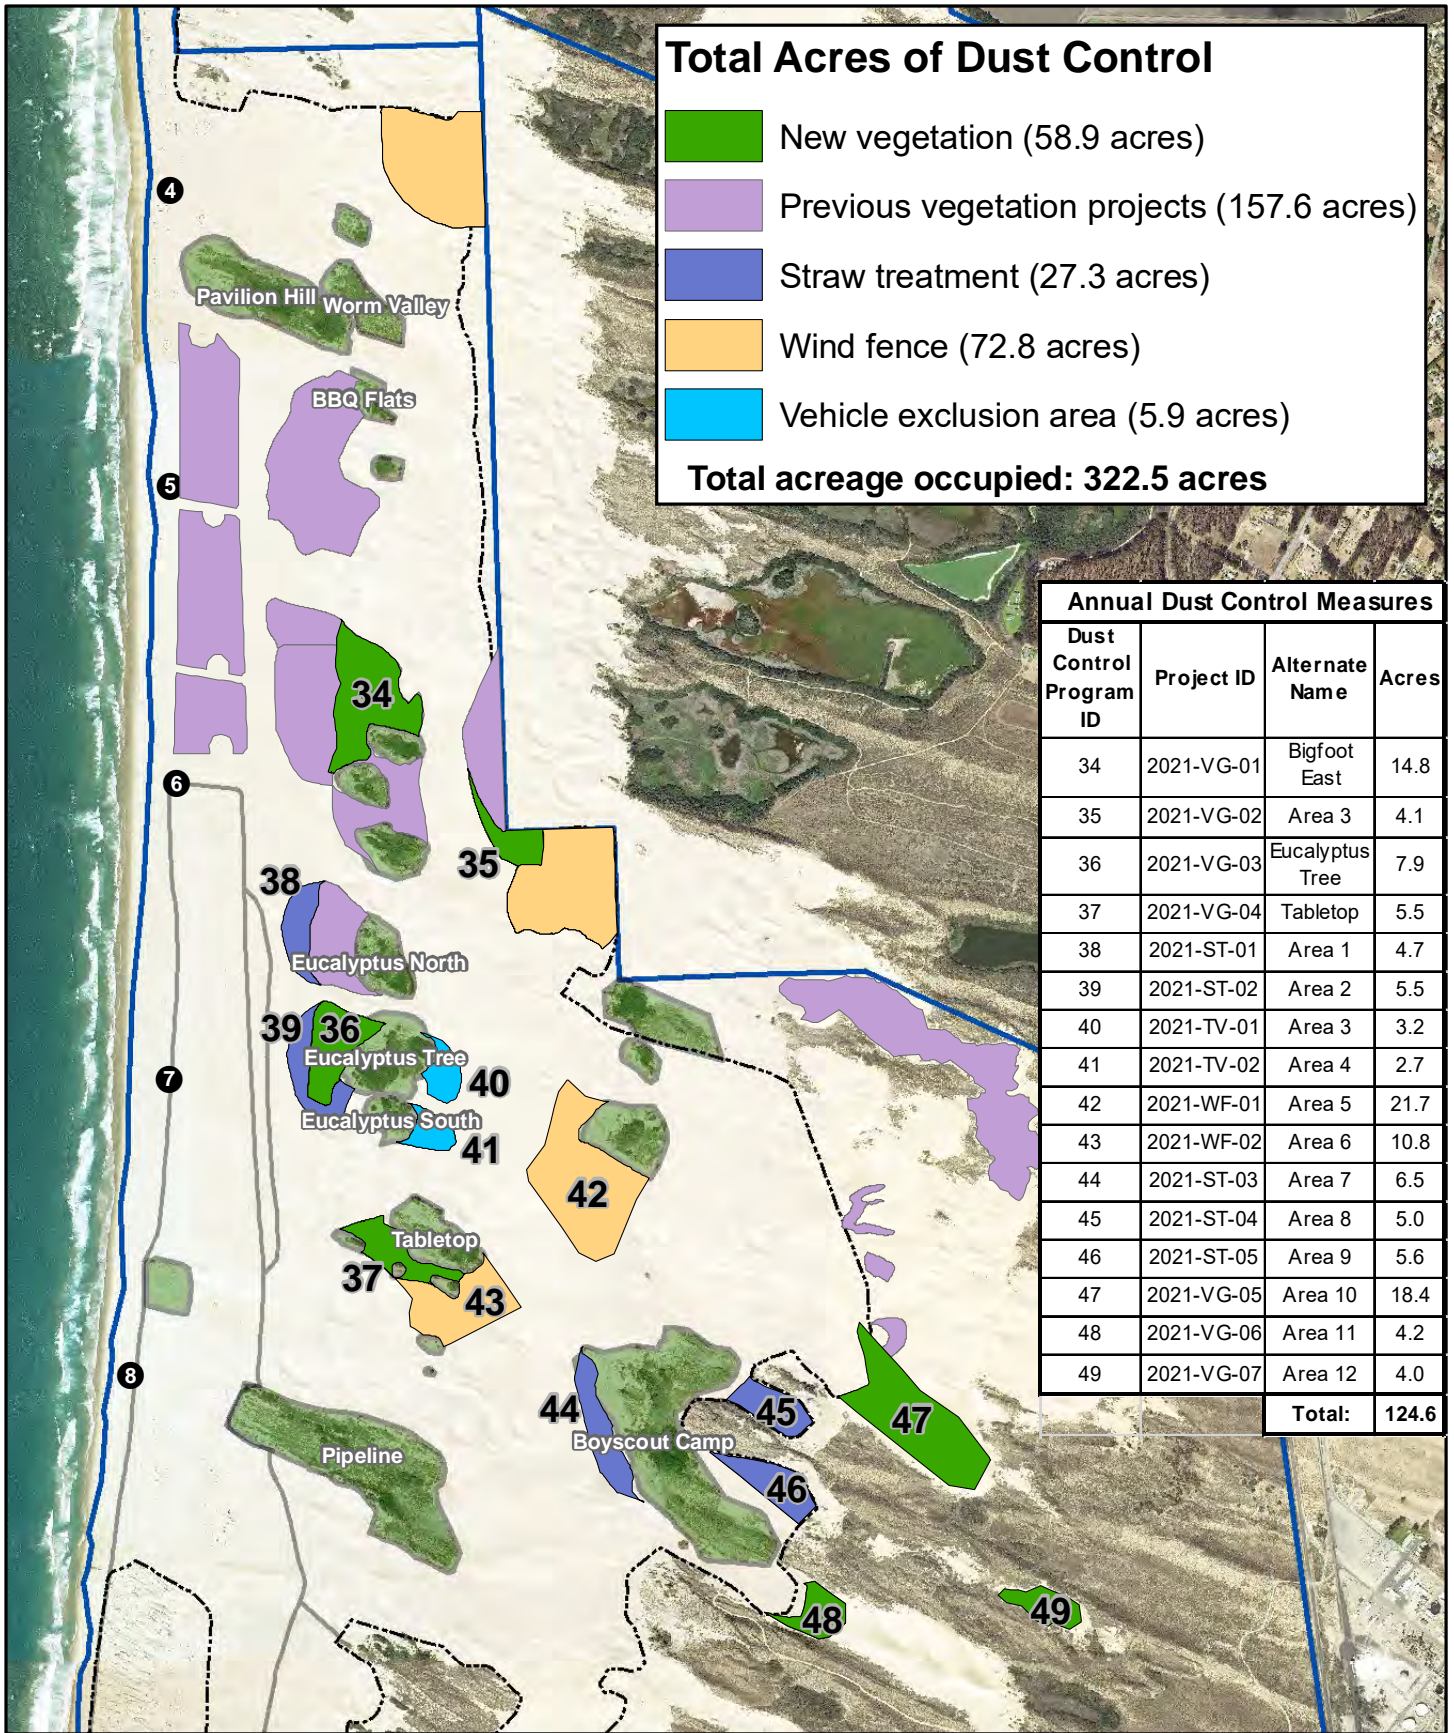 Total Acres of Dust Control
New vegetation (58.9 acres)
Previous vegetation projects (157.6 acres)
Straw treatment (27.3 acres)
Wind fence (72.8 acres)
Vehicle exclusion area (5.9 acres)
Total acreage occupied: 322.5 acres
4
Pavilion Hill
Worm Valley
BBQ Flats
5
34
6
35
38
Eucalyptus North
39
36
Eucalyptus Tree
40
7
Eucalyptus South
41
42
Tabletop
37
43
8
44
45
47
Boyscout Camp
Pipeline
46
48
49
Annual Dust Control Measures
Dust Control Program ID Project ID Alternate Name Acres
34 2021-VG-01 Bigfoot East 14.8
35 2021-VG-02 Area 3 4.1
36 2021-VG-03 Eucalyptus Tree 7.9
37 2021-VG-04 Tabletop 5.5
38 2021-ST-01 Area 1 4.7
39 2021-ST-02 Area 2 5.5
40 2021-TV-01 Area 3 3.2
41 2021-TV-02 Area 4 2.7
42 2021-WF-01 Area 5 21.7
43 2021-WF-02 Area 6 10.8
44 2021-ST-03 Area 7 6.5
45 2021-ST-04 Area 8 5.0
46 2021-ST-05 Area 9 5.6
47 2021-VG-05 Area 10 18.4
48 2021-VG-06 Area 11 4.2
49 2021-VG-07 Area 12 4.0
Total: 124.6